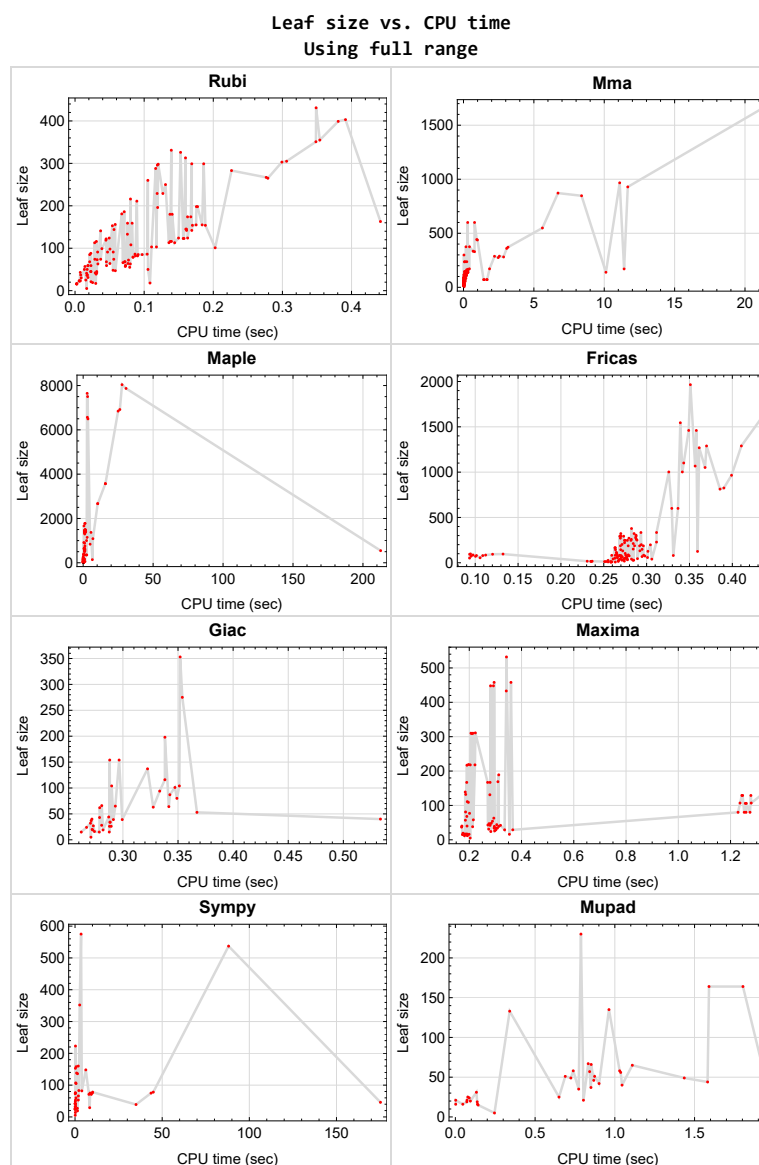 Leaf size vs. CPU time
Using full range
Rubi
Leaf size
400
300
200
100
0
0.0 0.1 0.2 0.3 0.4
CPU time (sec)
Mma
Leaf size
1500
1000
500
0
0 5 10 15 20
CPU time (sec)
Maple
Leaf size
8000
6000
4000
2000
0
0 50 100 150 200
CPU time (sec)
Fricas
Leaf size
2000
1500
1000
500
0
0.10 0.15 0.20 0.25 0.30 0.35 0.40
CPU time (sec)
Giac
Leaf size
350
300
250
200
150
100
50
0
0.30 0.35 0.40 0.45 0.50
CPU time (sec)
Maxima
Leaf size
500
400
300
200
100
0
0.2 0.4 0.6 0.8 1.0 1.2
CPU time (sec)
Sympy
Leaf size
600
500
400
300
200
100
0
0 50 100 150
CPU time (sec)
Mupad
Leaf size
200
150
100
50
0
0.0 0.5 1.0 1.5
CPU time (sec)